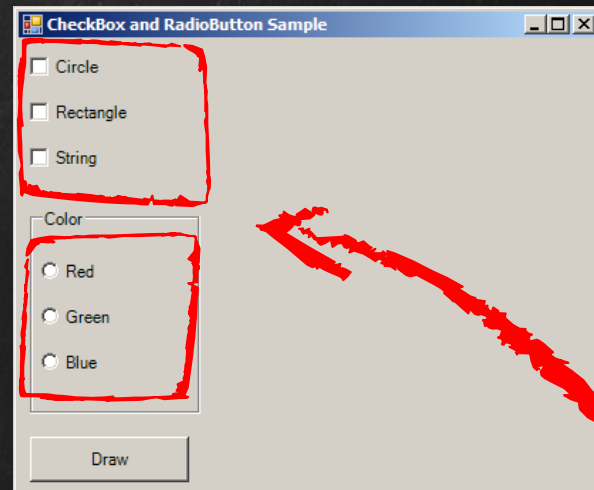 CheckBox and RadioButton Sample
Circle
Rectangle
String
Color
Red
Green
Blue
Draw